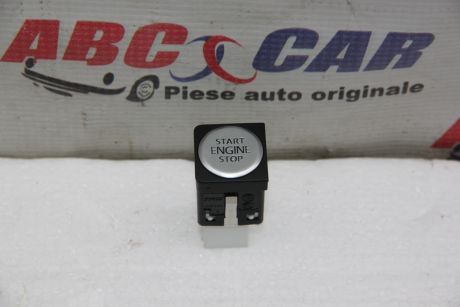 ABC CAR
Piese auto originale
START
ENGINE
STOP